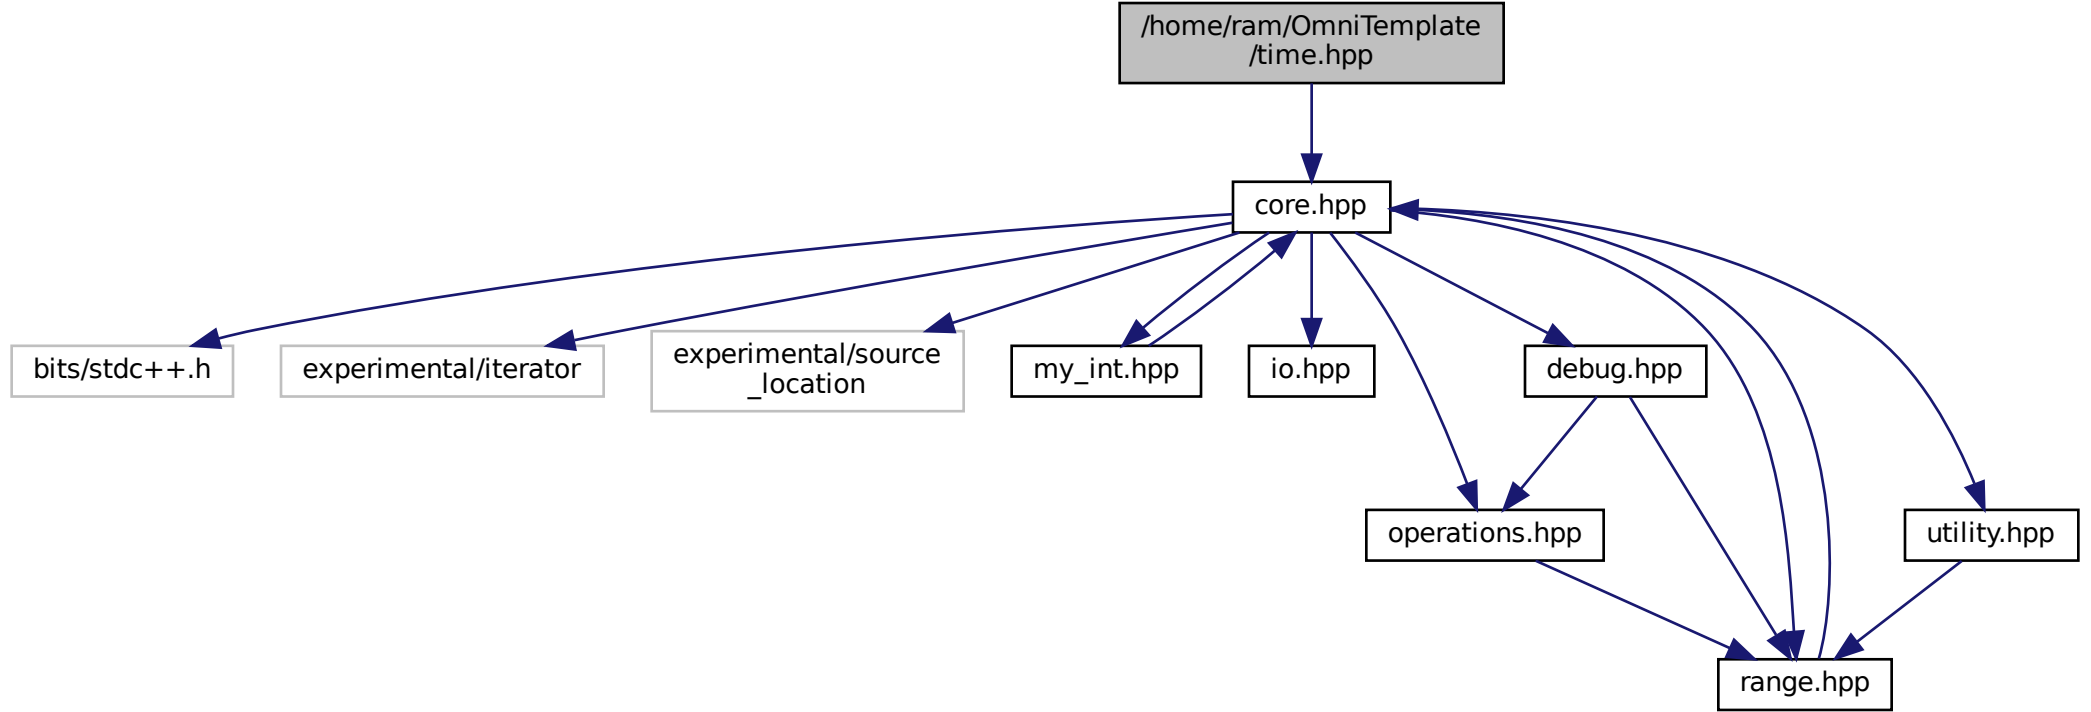 /home/ram/OmniTemplate
/time.hpp
core.hpp
bits/stdc++.h
experimental/iterator
experimental/source
_location
my_int.hpp
io.hpp
debug.hpp
operations.hpp
utility.hpp
range.hpp